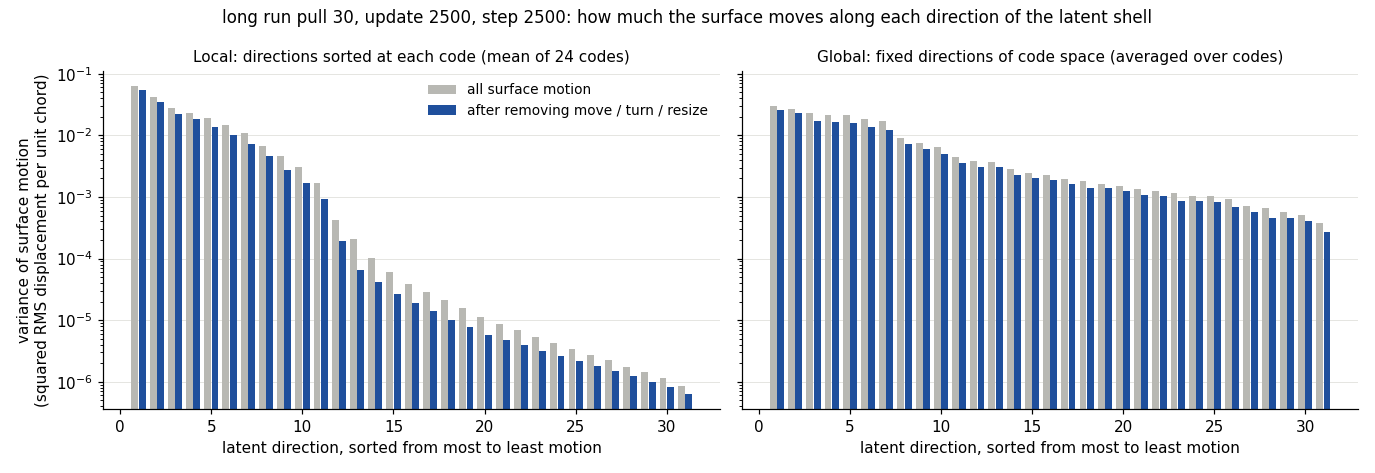 long run pull 30, update 2500, step 2500: how much the surface moves along each direction of the latent shell
Local: directions sorted at each code (mean of 24 codes)
Global: fixed directions of code space (averaged over codes)
all surface motion
after removing move / turn / resize
variance of surface motion
(squared RMS displacement per unit chord)
10⁻¹
10⁻²
10⁻³
10⁻⁴
10⁻⁵
10⁻⁶
0 5 10 15 20 25 30
0 5 10 15 20 25 30
latent direction, sorted from most to least motion
latent direction, sorted from most to least motion